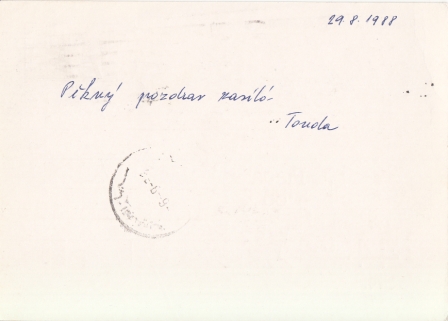 29.8.1988
Pěkný pozdrav zasílá
Tonda